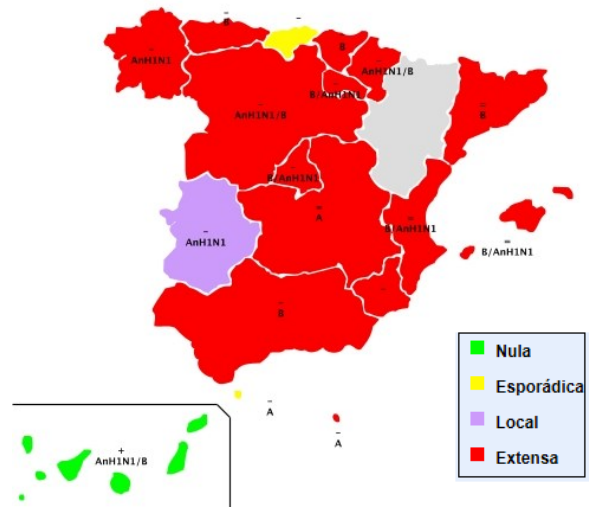 –
B
–
–
AnH1N1
–
B
–
AnH1N1/B
–
B/AnH1N1
–
AnH1N1/B
=
B
–
B/AnH1N1
=
A
=
B/AnH1N1
–
AnH1N1
=
B/AnH1N1
–
–
B
–
A
–
A
+
AnH1N1/B
Nula
Esporádica
Local
Extensa